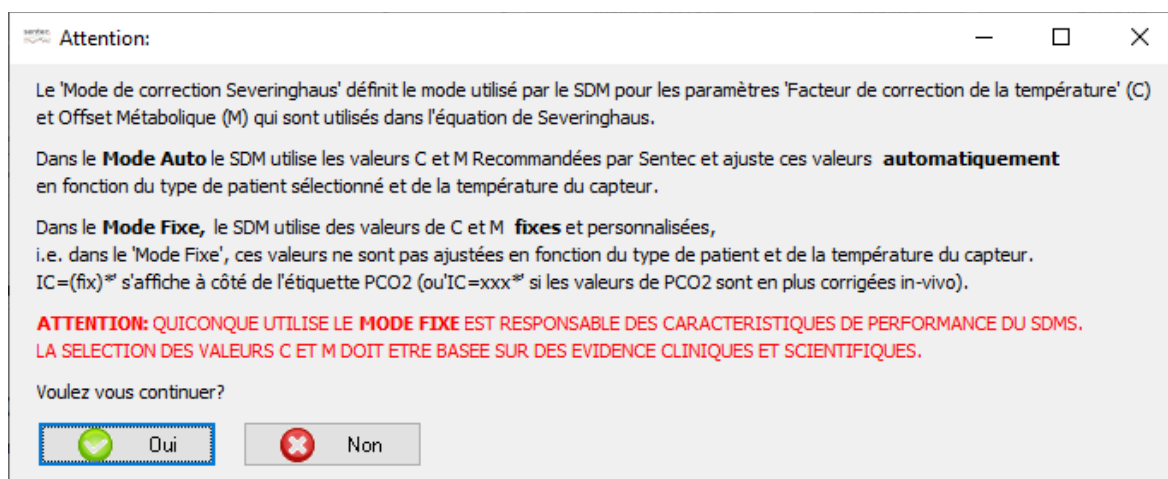 sentec
Attention:
Le 'Mode de correction Severinghaus' définit le mode utilisé par le SDM pour les paramètres 'Facteur de correction de la température' (C)
et Offset Métabolique (M) qui sont utilisés dans l'équation de Severinghaus.
Dans le Mode Auto le SDM utilise les valeurs C et M Recommandées par Sentec et ajuste ces valeurs automatiquement
en fonction du type de patient sélectionné et de la température du capteur.
Dans le Mode Fixe, le SDM utilise des valeurs de C et M fixes et personnalisées,
i.e. dans le 'Mode Fixe', ces valeurs ne sont pas ajustées en fonction du type de patient et de la température du capteur.
IC=(fix)*' s'affiche à côté de l'étiquette PCO2 (ou'IC=xxx*' si les valeurs de PCO2 sont en plus corrigées in-vivo).
ATTENTION: QUICONQUE UTILISE LE MODE FIXE EST RESPONSABLE DES CARACTERISTIQUES DE PERFORMANCE DU SDMS.
LA SELECTION DES VALEURS C ET M DOIT ETRE BASEE SUR DES EVIDENCE CLINIQUES ET SCIENTIFIQUES.
Voulez vous continuer?
Oui
Non